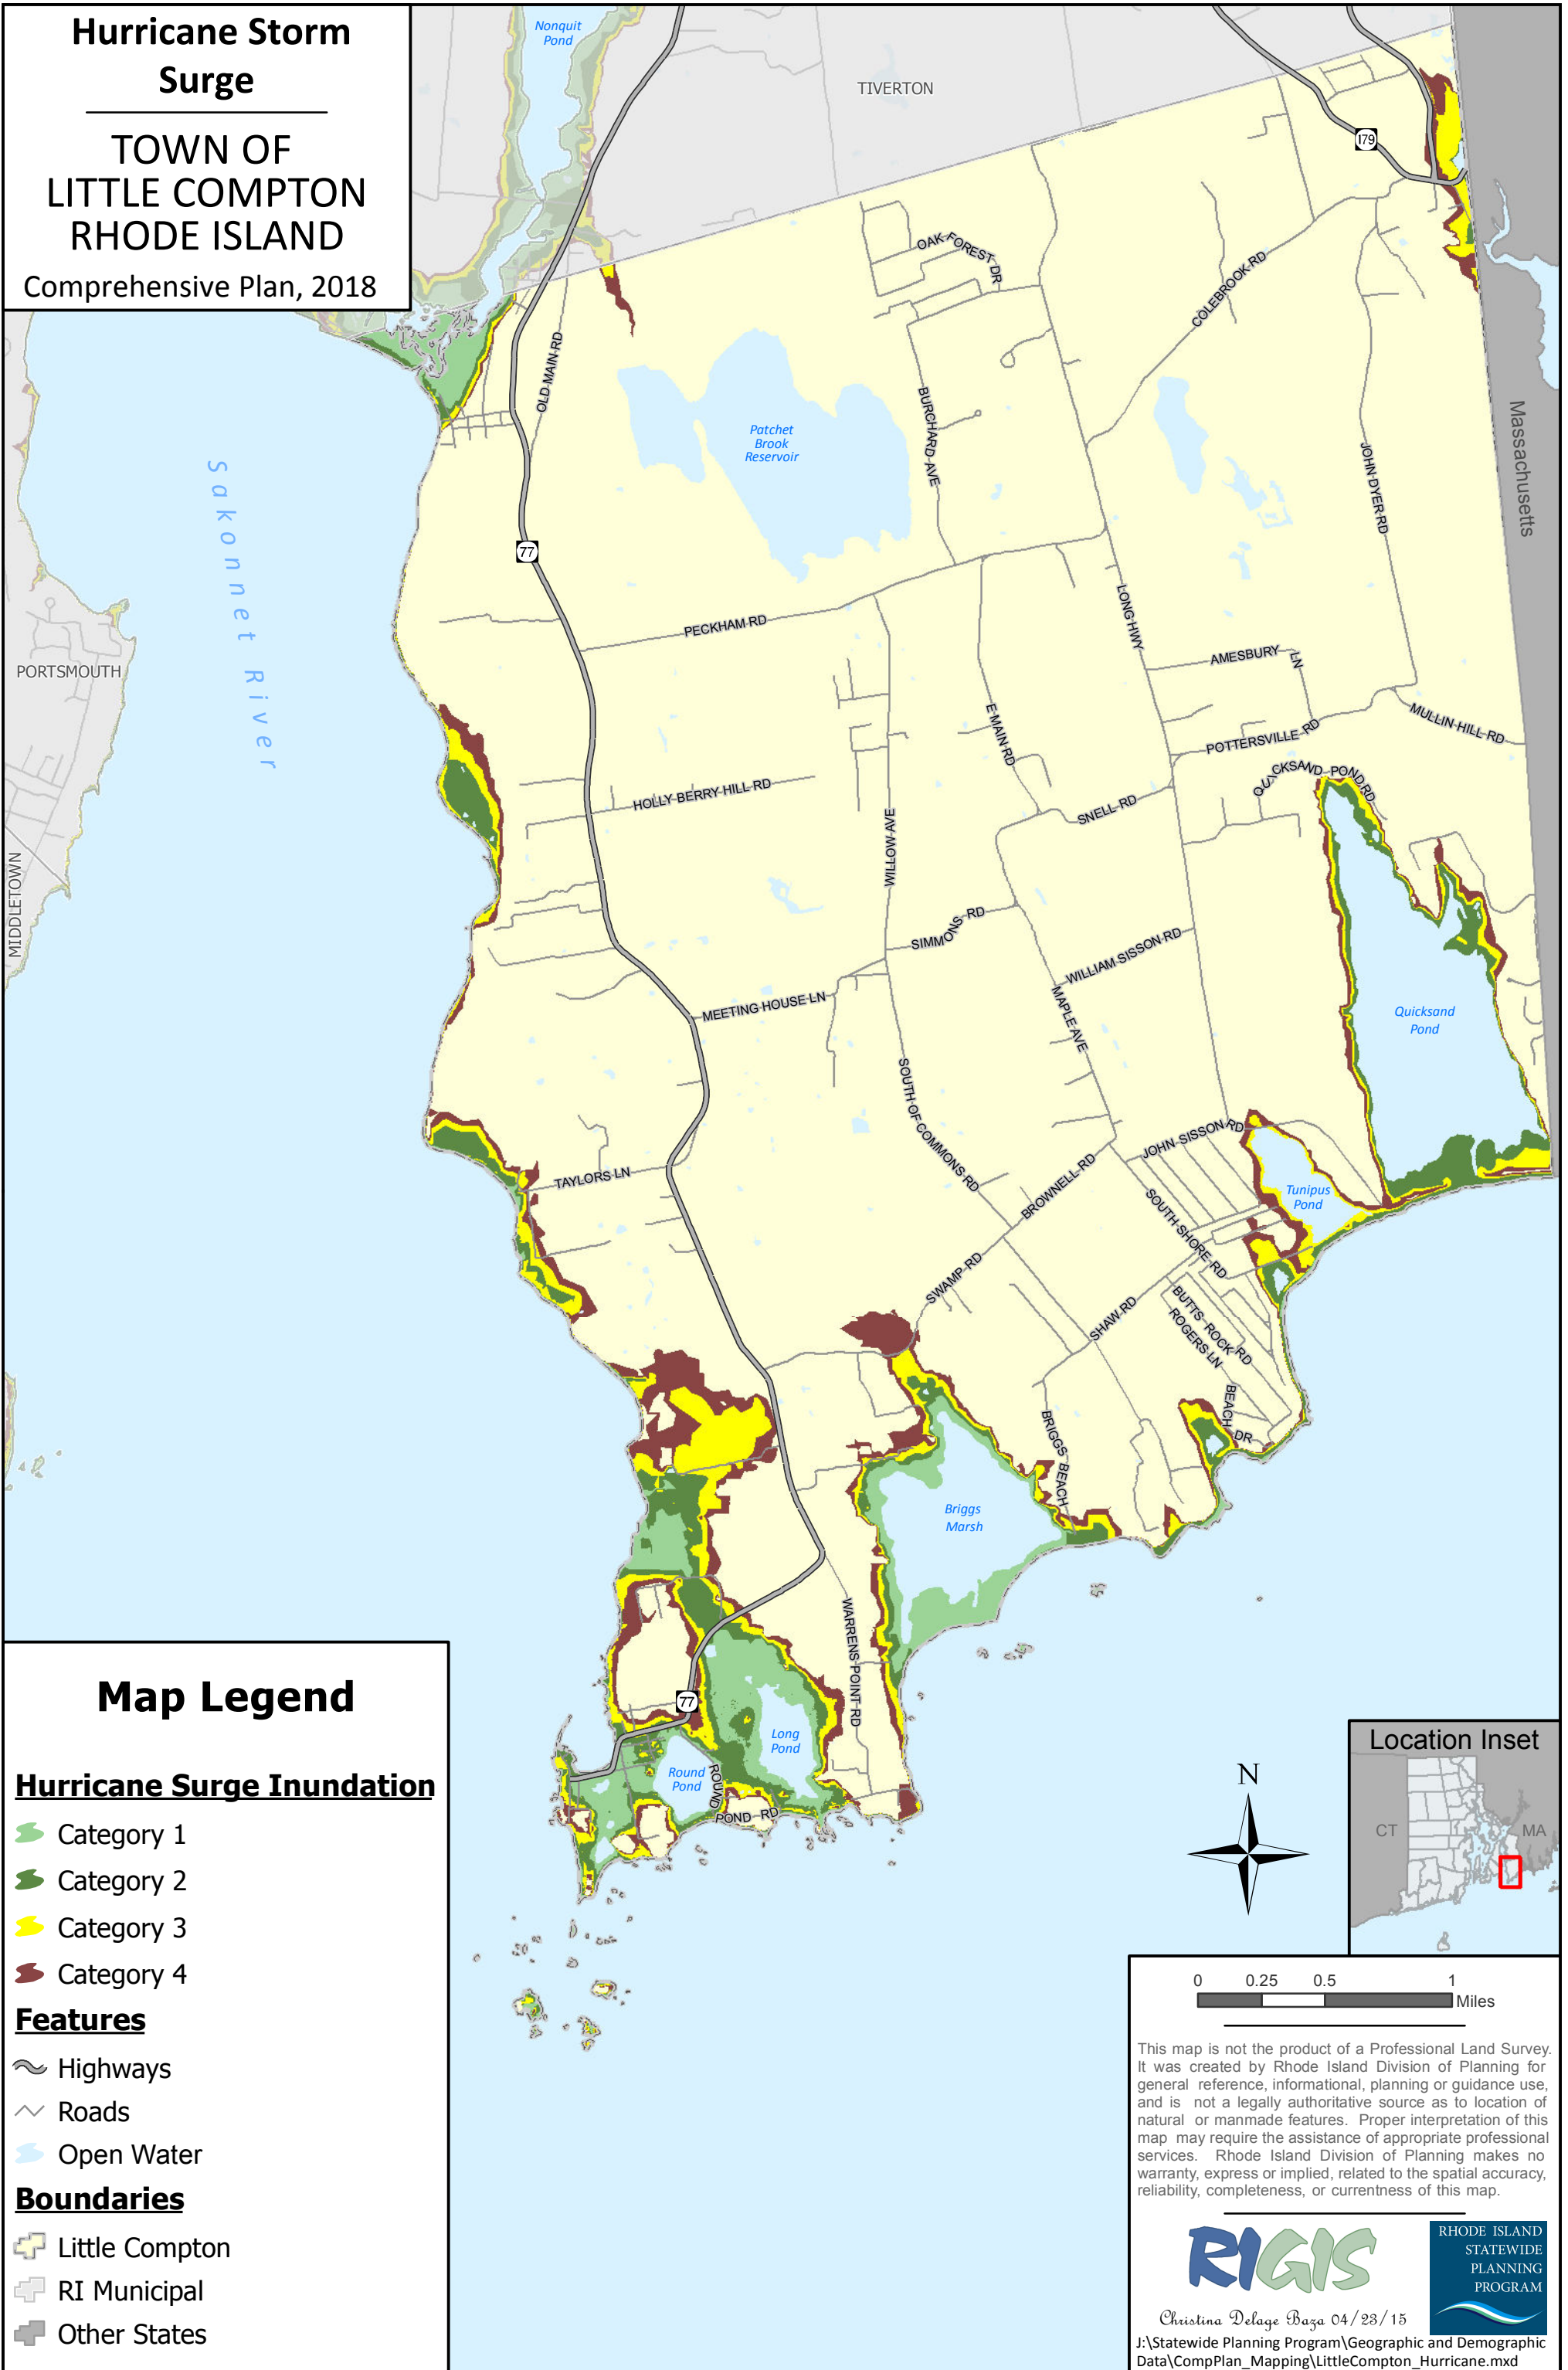 Hurricane Storm
Surge
TOWN OF
LITTLE COMPTON
RHODE ISLAND
Comprehensive Plan, 2018
Nonquit
Pond
TIVERTON
179
OAK FOREST DR
COLEBROOK RD
OLD MAIN RD
Patchet
Brook
Reservoir
BURCHARD AVE
JOHN DYER RD
Massachusetts
Sakonnet River
77
PECKHAM RD
LONG HWY
PORTSMOUTH
AMESBURY LN
E MAIN RD
MULLIN HILL RD
POTTERSVILLE RD
QUICKSAND POND RD
HOLLY BERRY HILL RD
SNELL RD
WILLOW AVE
MIDDLETOWN
SIMMONS RD
WILLIAM SISSON RD
MEETING HOUSE LN
MAPLE AVE
Quicksand
Pond
SOUTH OF COMMONS RD
JOHN SISSON RD
BROWNELL RD
TAYLORS LN
Tunipus
Pond
SOUTH SHORE RD
SWAMP RD
SHAW RD
BUTTS ROCK RD
ROGERS LN
BEACH DR
BRIGGS BEACH
Briggs
Marsh
WARRENS POINT RD
77
Long
Pond
Round
Pond
ROUND POND RD
Map Legend
Hurricane Surge Inundation
Category 1
Category 2
Category 3
Category 4
Features
Highways
Roads
Open Water
Boundaries
Little Compton
RI Municipal
Other States
N
Location Inset
CT
MA
0 0.25 0.5 1
Miles
This map is not the product of a Professional Land Survey.
It was created by Rhode Island Division of Planning for
general reference, informational, planning or guidance use,
and is not a legally authoritative source as to location of
natural or manmade features. Proper interpretation of this
map may require the assistance of appropriate professional
services. Rhode Island Division of Planning makes no
warranty, express or implied, related to the spatial accuracy,
reliability, completeness, or currentness of this map.
RIGIS
RHODE ISLAND
STATEWIDE
PLANNING
PROGRAM
Christina Delage Baza 04/23/15
J:\Statewide Planning Program\Geographic and Demographic
Data\CompPlan_Mapping\LittleCompton_Hurricane.mxd